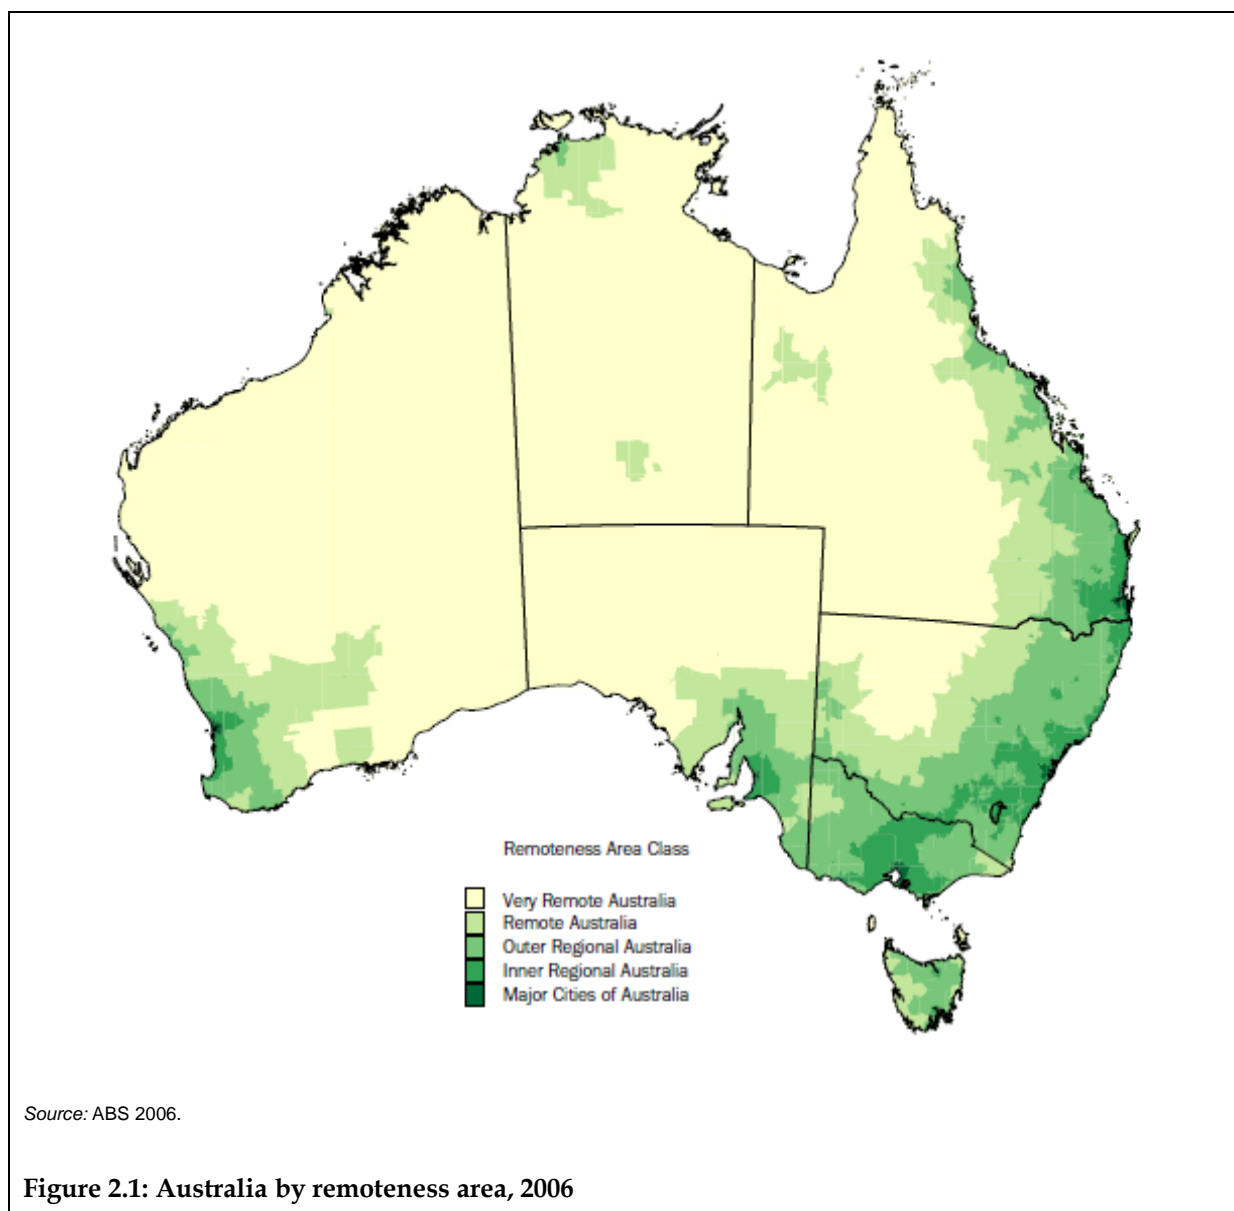 Remoteness Area Class
Very Remote Australia
Remote Australia
Outer Regional Australia
Inner Regional Australia
Major Cities of Australia
Source: ABS 2006.
Figure 2.1: Australia by remoteness area, 2006